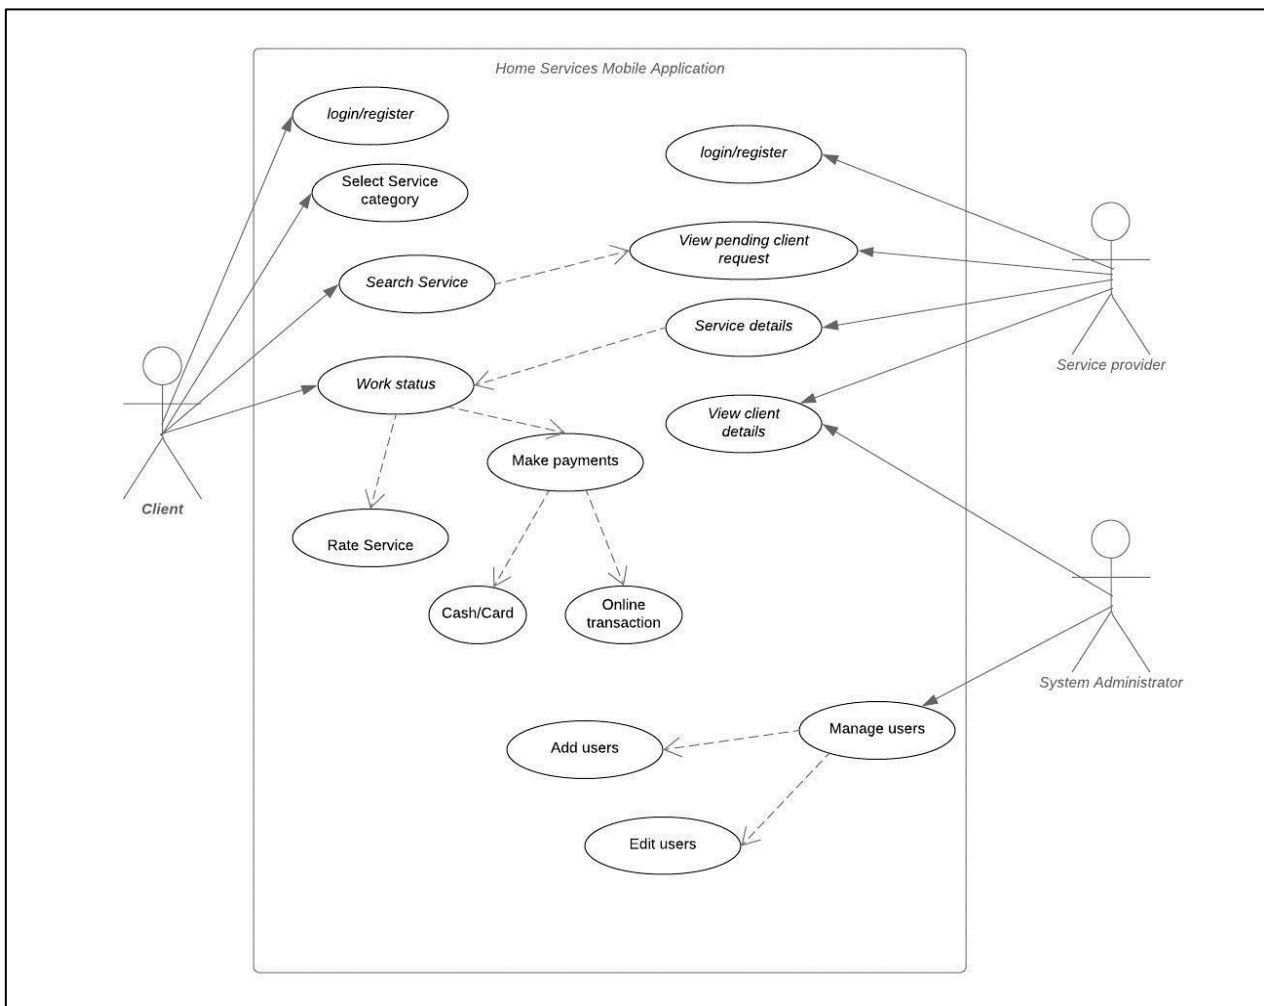 Home Services Mobile Application
login/register
login/register
Select Service
category
View pending client
request
Search Service
Service details
Service provider
Work status
View client
details
Make payments
Client
Rate Service
Cash/Card
Online
transaction
System Administrator
Manage users
Add users
Edit users